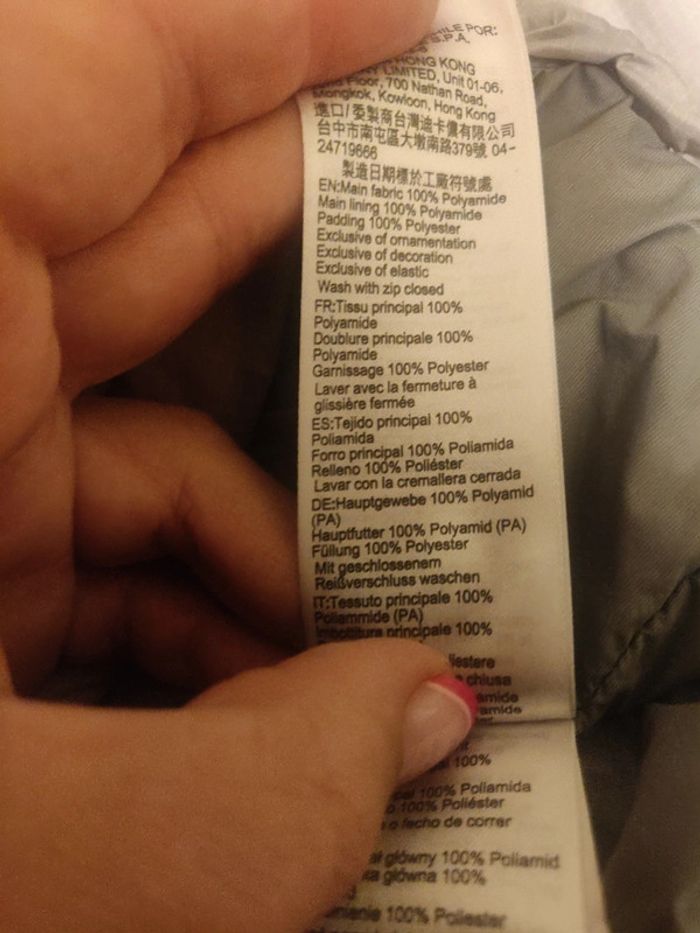 HILE POR:
S.P.A.
HONG KONG
LIMITED, Unit 01-06,
Floor, 700 Nathan Road,
Mongkok, Kowloon, Hong Kong
進口/委製商台灣迪卡儂有限公司
台中市南屯區大墩南路379號 04-
24719666
製造日期標於工廠符號處
EN:Main fabric 100% Polyamide
Main lining 100% Polyamide
Padding 100% Polyester
Exclusive of ornamentation
Exclusive of decoration
Exclusive of elastic
Wash with zip closed
FR:Tissu principal 100%
Polyamide
Doublure principale 100%
Polyamide
Garnissage 100% Polyester
Laver avec la fermeture à
glissière fermée
ES:Tejido principal 100%
Poliamida
Forro principal 100% Poliamida
Relleno 100% Poliéster
Lavar con la cremallera cerrada
DE:Hauptgewebe 100% Polyamid
(PA)
Hauptfutter 100% Polyamid (PA)
Füllung 100% Polyester
Mit geschlossenem
Reißverschluss waschen
IT:Tessuto principale 100%
Poliammide (PA)
Imbottitura principale 100%
liestere
chiusa
amide
amide
100%
pal 100% Poliamida
100% Poliéster
o fecho de correr
główny 100% Poliamid
ka główna 100%
100% Poliester